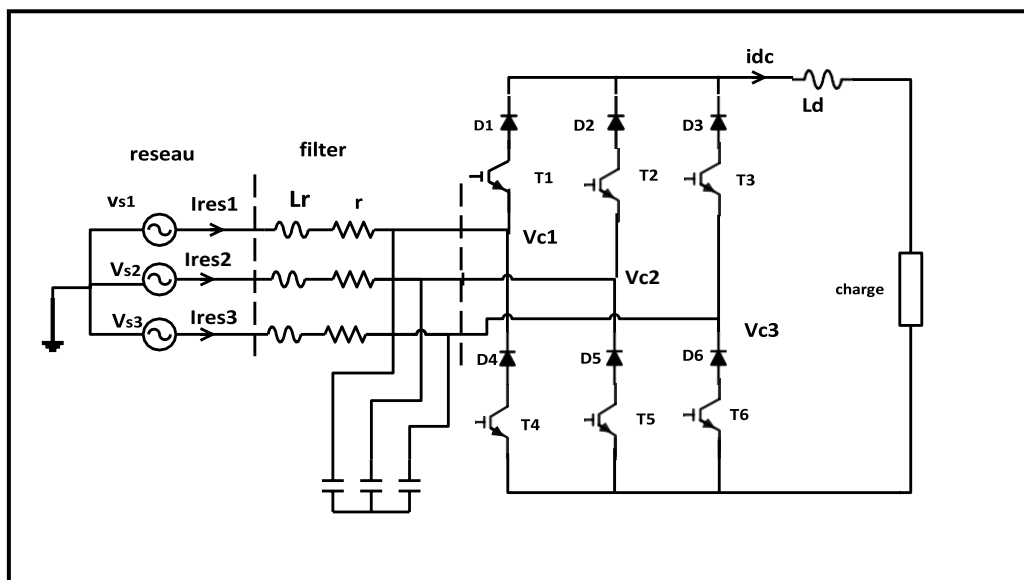 idc
Ld
D1
D2
D3
T1
T2
T3
reseau
filter
vs1
Ires1
Lr
r
Vc1
Vs2
Ires2
Vc2
charge
Vs3
Ires3
Vc3
D4
D5
D6
T4
T5
T6